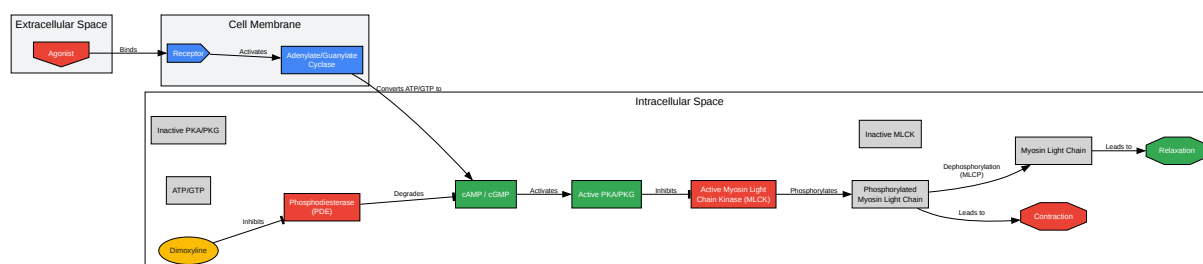 Extracellular Space
Agonist
Binds
Cell Membrane
Receptor
Activates
Adenylate/Guanylate
Cyclase
Converts ATP/GTP to
Intracellular Space
Inactive PKA/PKG
ATP/GTP
Dimoxyline
Inhibits
Phosphodiesterase
(PDE)
Degrades
cAMP / cGMP
Activates
Active PKA/PKG
Inhibits
Active Myosin Light
Chain Kinase (MLCK)
Phosphorylates
Inactive MLCK
Phosphorylated
Myosin Light Chain
Dephosphorylation
(MLCP)
Leads to
Myosin Light Chain
Leads to
Relaxation
Contraction